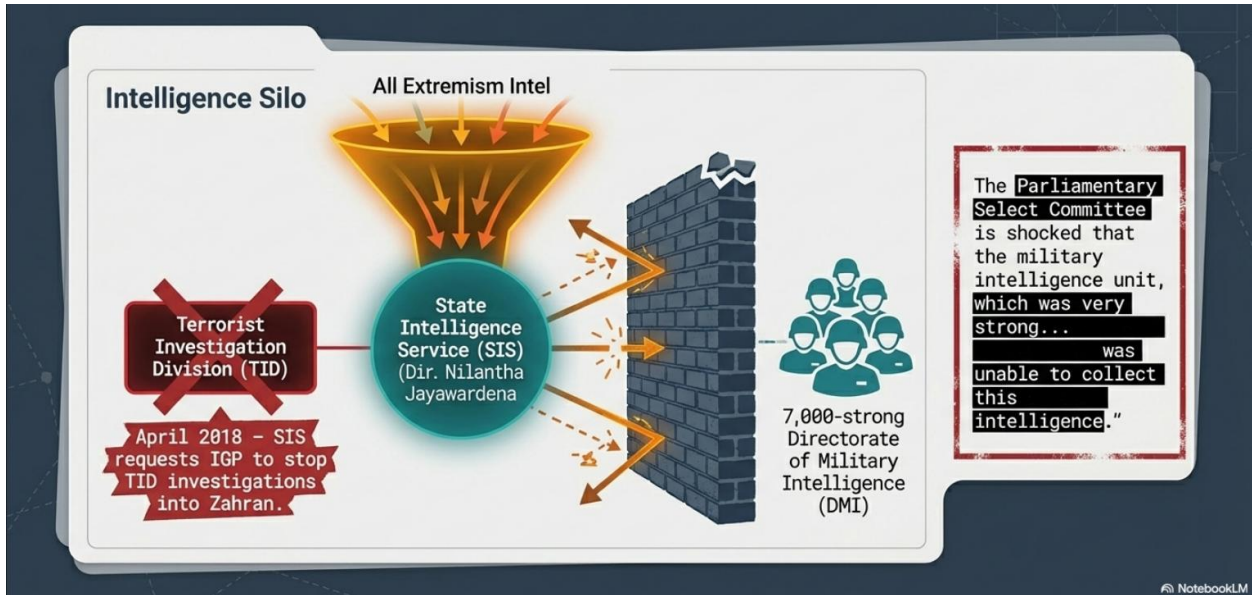 Intelligence Silo
All Extremism Intel
Terrorist
Investigation
Division (TID)
April 2018 – SIS
requests IGP to stop
TID investigations
into Zahran.
State
Intelligence
Service (SIS)
(Dir. Nilantha
Jayawardena
7,000-strong
Directorate
of Military
Intelligence
(DMI)
The Parliamentary
Select Committee
is shocked that
the military
intelligence unit,
which was very
strong...
was
unable to collect
this
intelligence."
NotebookLM